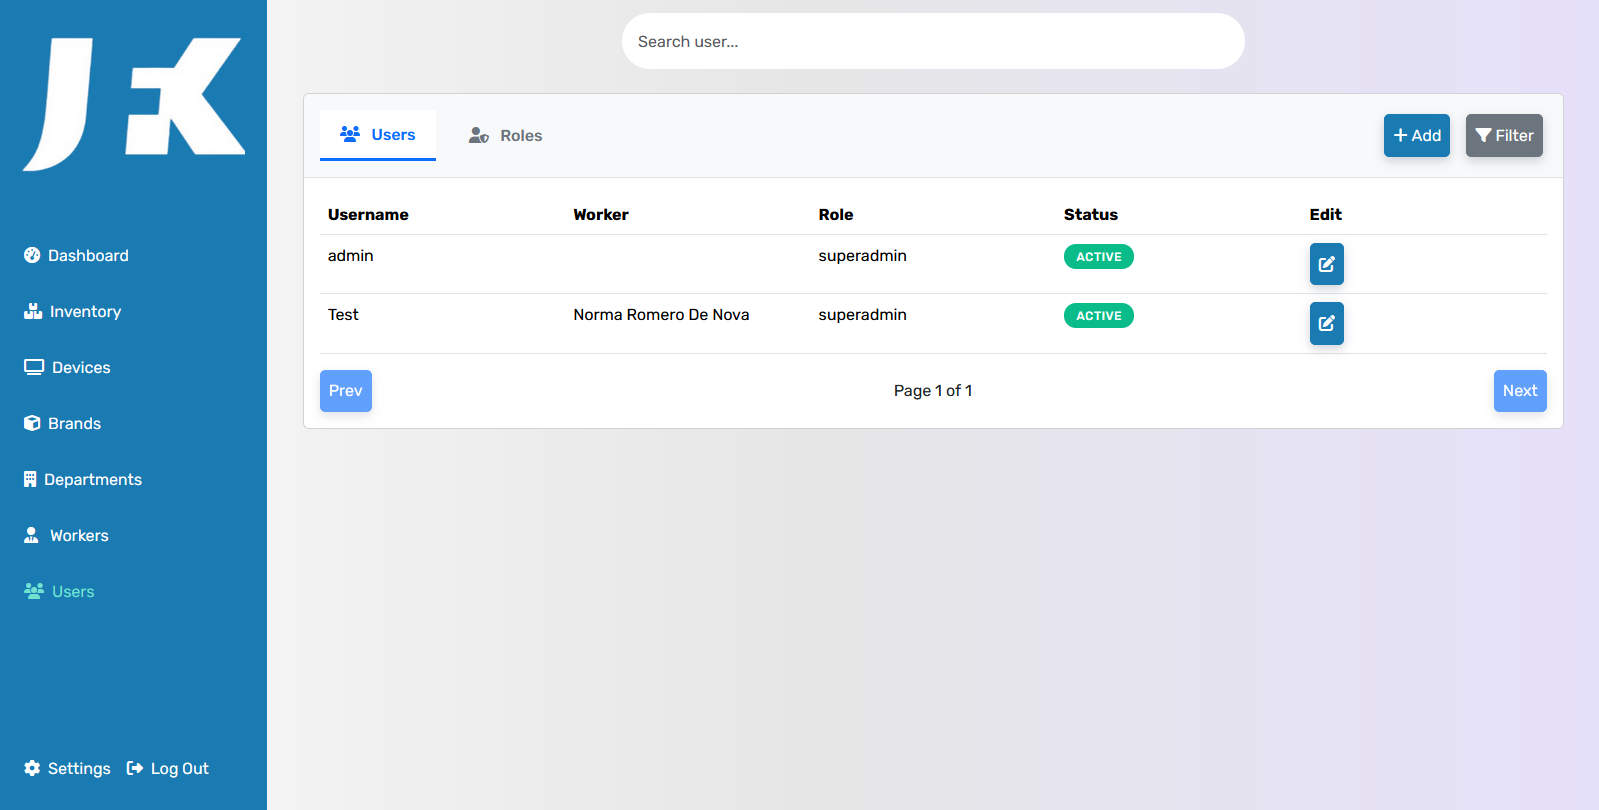 JK
Search user...
Users
Roles
Add
Filter
Username Worker Role Status Edit
admin superadmin ACTIVE
Test Norma Romero De Nova superadmin ACTIVE
Prev Page 1 of 1 Next
Dashboard
Inventory
Devices
Brands
Departments
Workers
Users
Settings Log Out